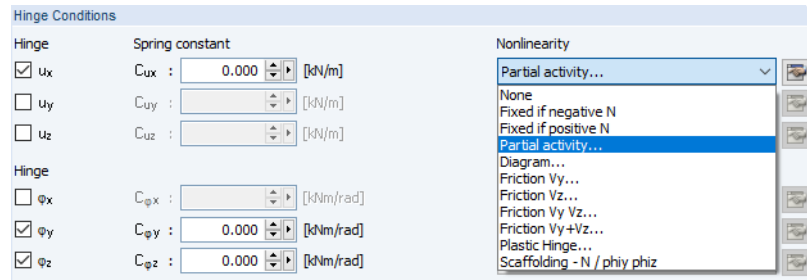 Hinge Conditions
Hinge Spring constant Nonlinearity
ux Cux : 0.000 [kN/m] Partial activity...
uy Cuy : [kN/m] None
Fixed if negative N
uz Cuz : [kN/m] Fixed if positive N
Partial activity...
Hinge Diagram...
Friction Vy...
φx Cφx : [kNm/rad] Friction Vz...
Friction Vy Vz...
φy Cφy : 0.000 [kNm/rad] Friction Vy+Vz...
Plastic Hinge...
φz Cφz : 0.000 [kNm/rad] Scaffolding - N / phiy phiz